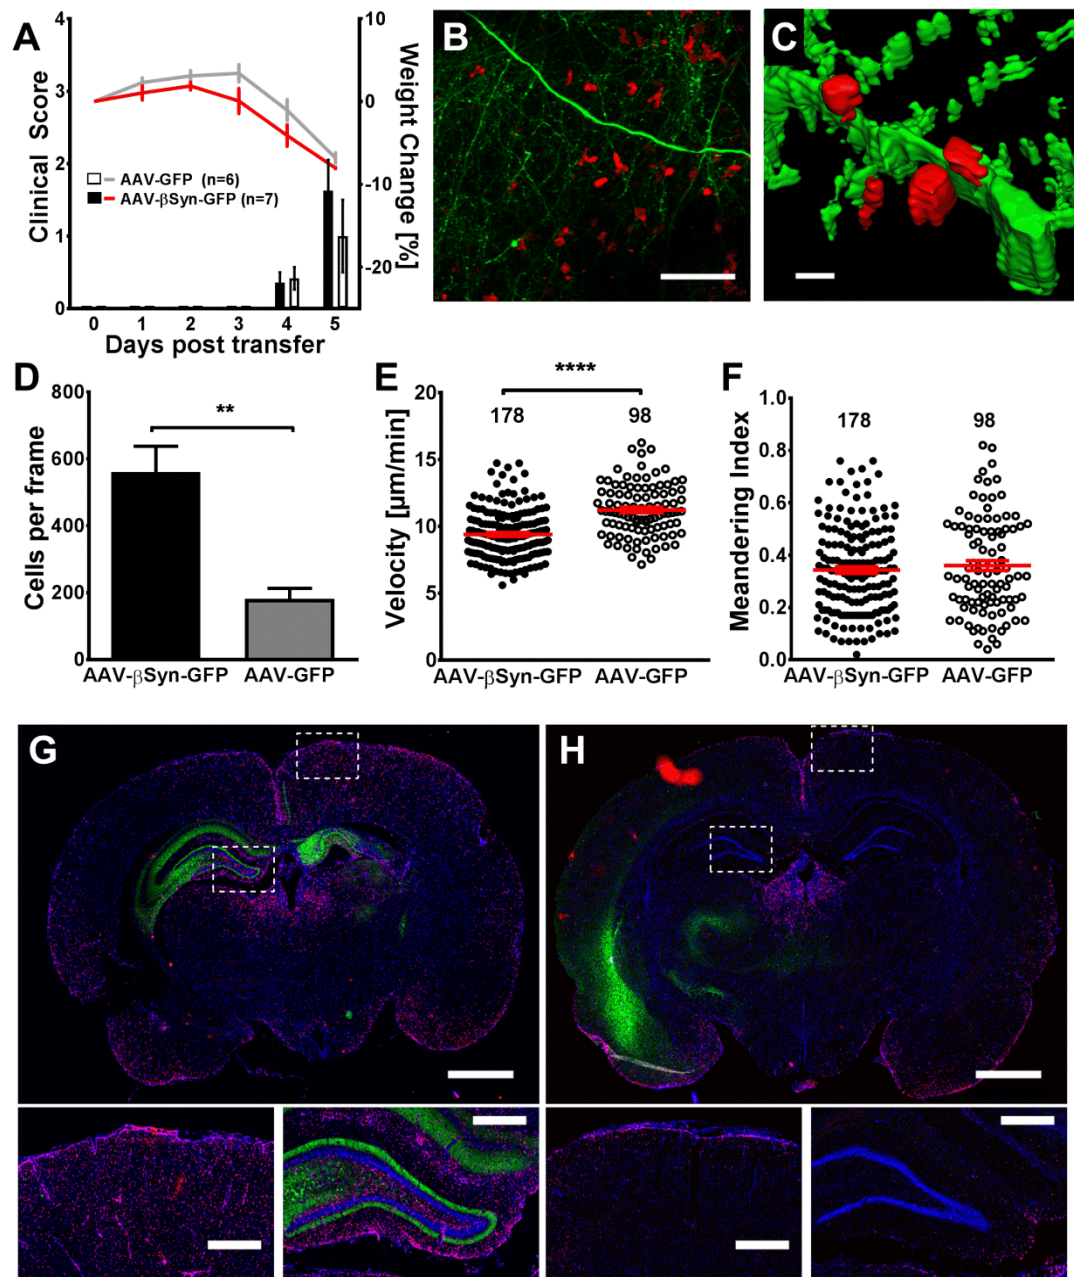 A
Clinical Score
4
3
2
1
0
10
0
-10
-20
Weight Change [%]
AAV-GFP (n=6)
AAV-βSyn-GFP (n=7)
0 1 2 3 4 5
Days post transfer
B
C
D
Cells per frame
800
600
400
200
0
**
AAV-βSyn-GFP AAV-GFP
E
Velocity [µm/min]
20
15
10
5
0
****
178 98
AAV-βSyn-GFP AAV-GFP
F
Meandering Index
1.0
0.8
0.6
0.4
0.2
0.0
178 98
AAV-βSyn-GFP AAV-GFP
G
H